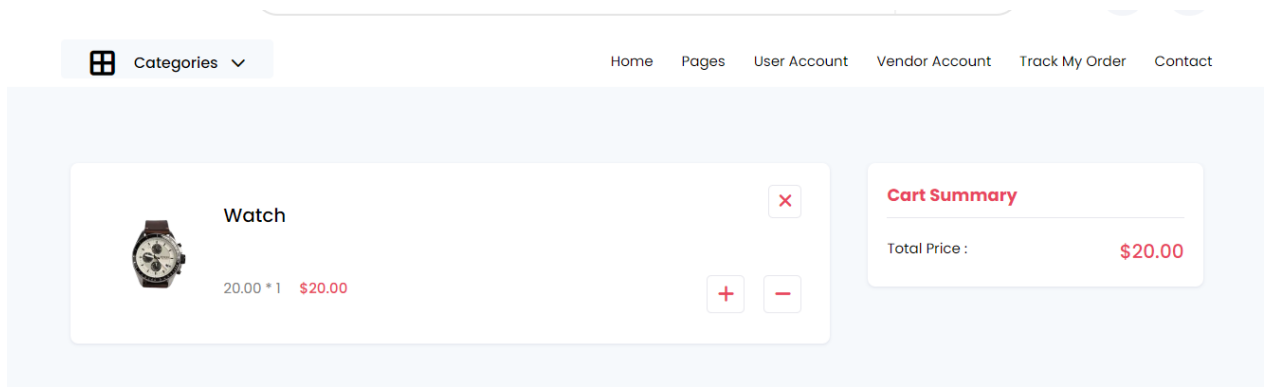 Categories
Home Pages User Account Vendor Account Track My Order Contact
Watch
20.00 * 1 $20.00
Cart Summary
Total Price : $20.00